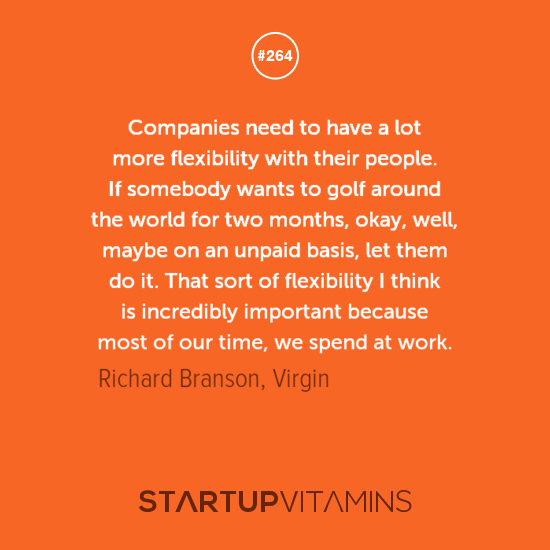 #264
Companies need to have a lot
more flexibility with their people.
If somebody wants to golf around
the world for two months, okay, well,
maybe on an unpaid basis, let them
do it. That sort of flexibility I think
is incredibly important because
most of our time, we spend at work.
Richard Branson, Virgin
STARTUPVITAMINS